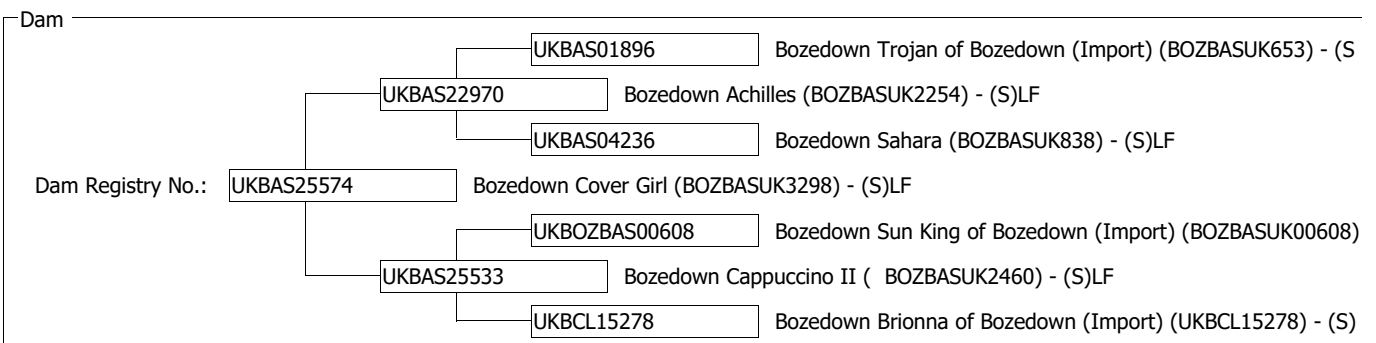 Dam
UKBAS01896 Bozedown Trojan of Bozedown (Import) (BOZBASUK653) - (S
UKBAS22970 Bozedown Achilles (BOZBASUK2254) - (S)LF
UKBAS04236 Bozedown Sahara (BOZBASUK838) - (S)LF
Dam Registry No.: UKBAS25574 Bozedown Cover Girl (BOZBASUK3298) - (S)LF
UKBOZBAS00608 Bozedown Sun King of Bozedown (Import) (BOZBASUK00608)
UKBAS25533 Bozedown Cappuccino II ( BOZBASUK2460) - (S)LF
UKBCL15278 Bozedown Brionna of Bozedown (Import) (UKBCL15278) - (S)